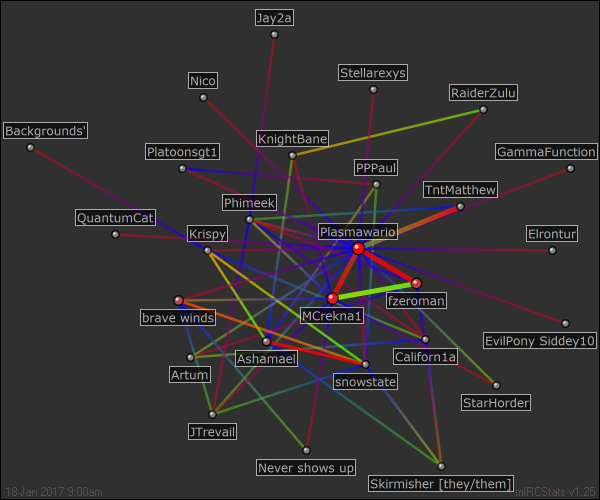 Jay2a
Stellarexys
Nico
RaiderZulu
Backgrounds'
KnightBane
Platoonsgt1
GammaFunction
PPPaul
TntMatthew
Phimeek
QuantumCat
Plasmawario
Krispy
Elrontur
fzeroman
MCrekna1
brave winds
EvilPony Siddey10
Ashamael
Californ1a
Artum
snowstate
StarHorder
JTrevail
Never shows up
Skirmisher [they/them]
18 Jan 2017 9:00am
mIRCStats v1.25